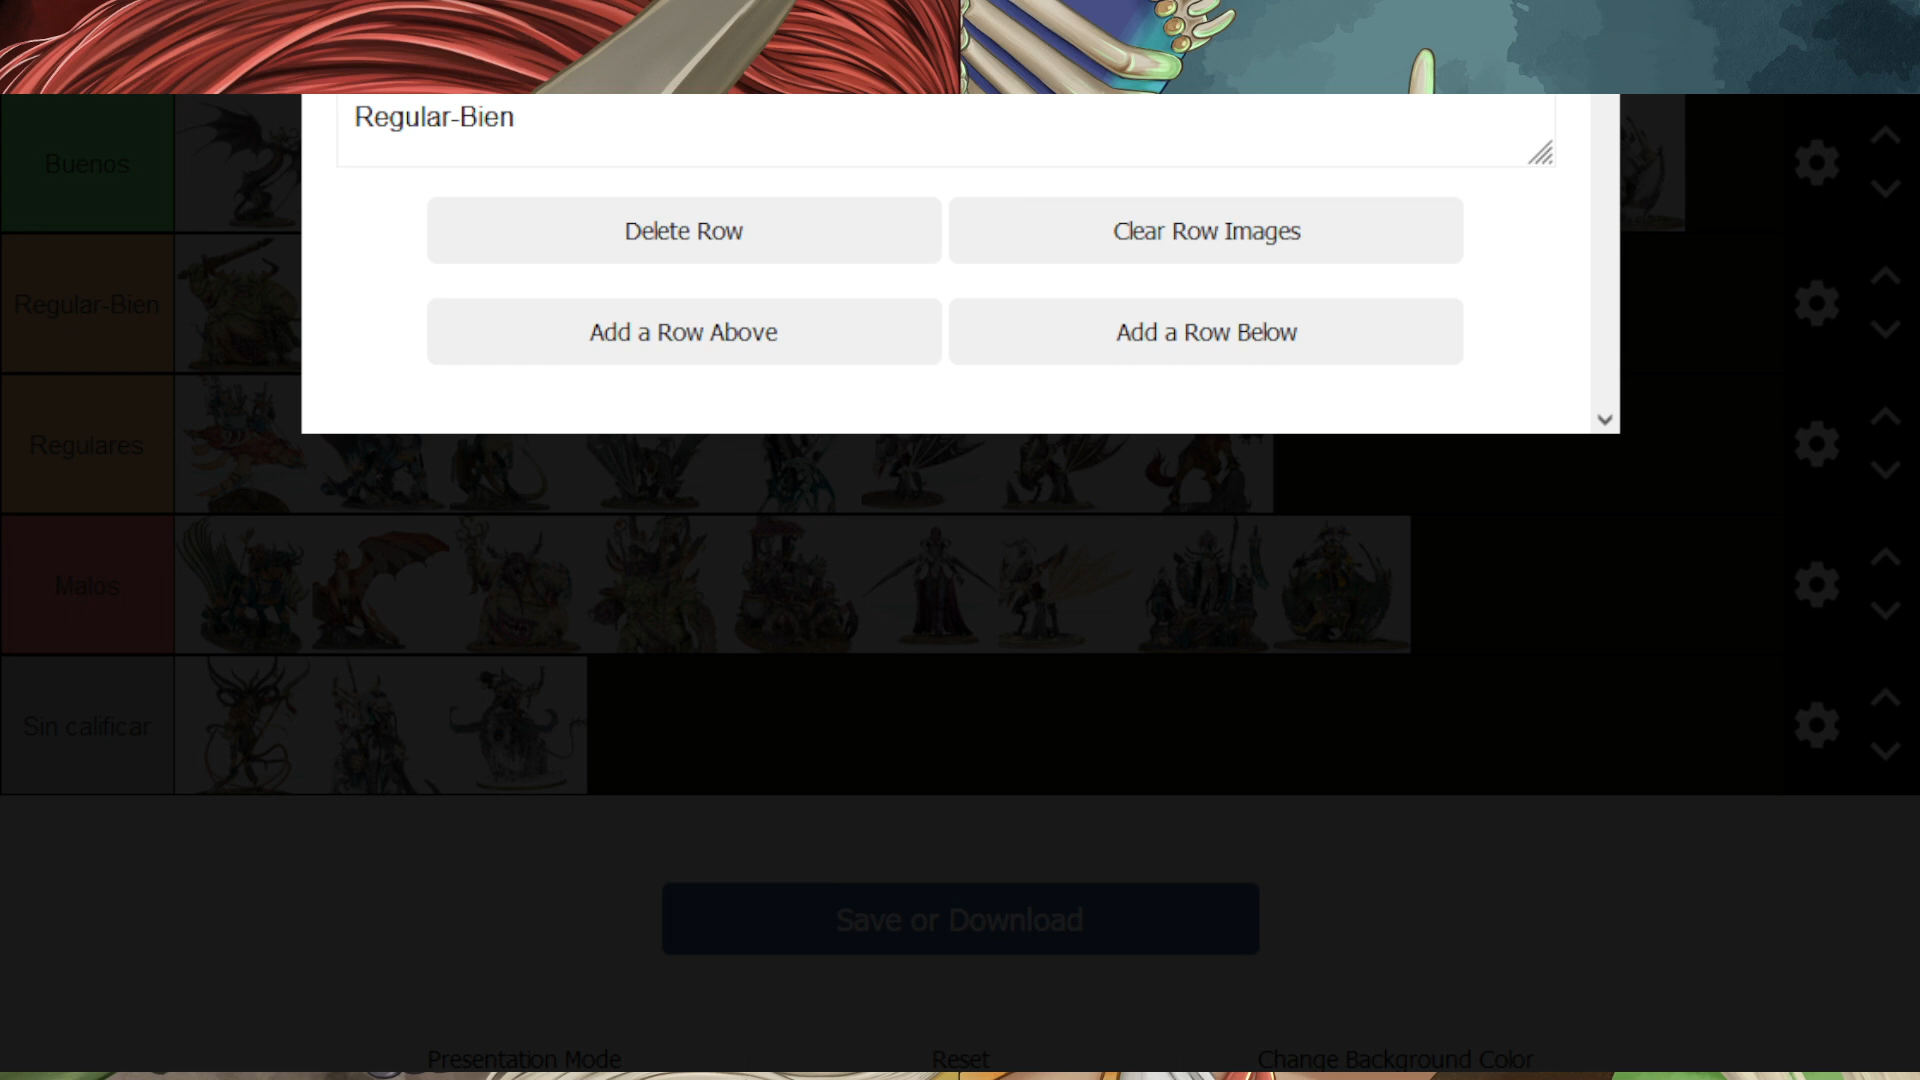 Regular-Bien
Delete Row
Clear Row Images
Add a Row Above
Add a Row Below
Buenos
Regular-Bien
Regulares
Malos
Sin calificar
Save or Download
Presentation Mode
Reset
Change Background Color